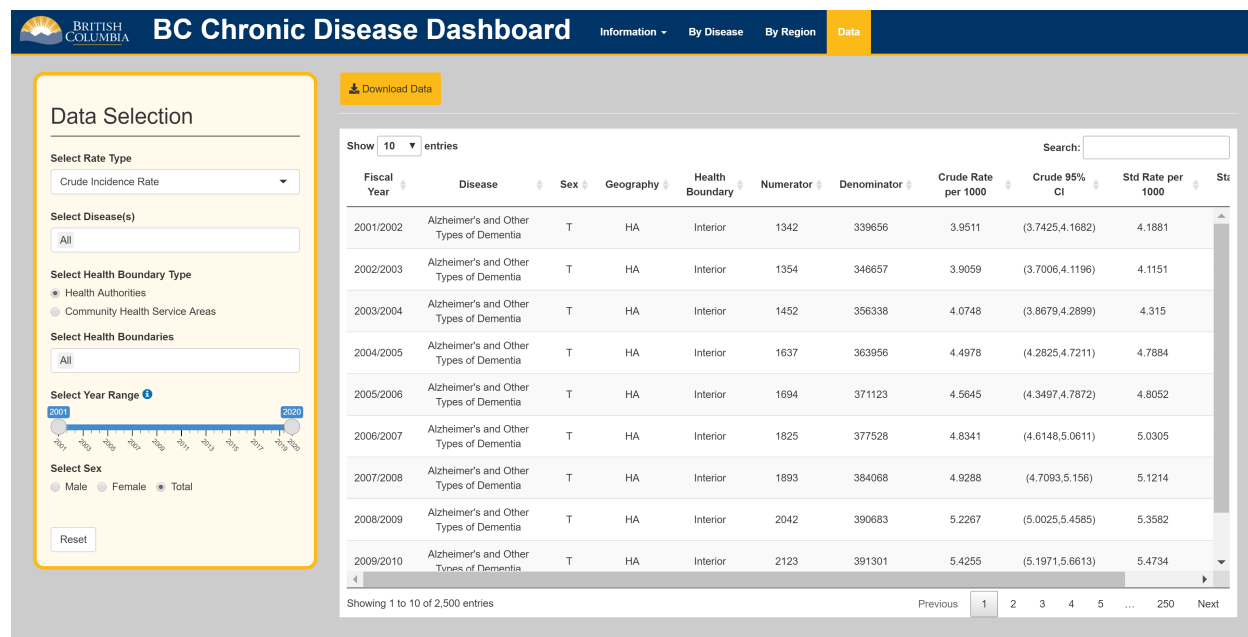 BRITISH
COLUMBIA
BC Chronic Disease Dashboard
Information By Disease By Region Data
Data Selection
Select Rate Type
Crude Incidence Rate
Select Disease(s)
All
Select Health Boundary Type
Health Authorities
Community Health Service Areas
Select Health Boundaries
All
Select Year Range
2001 2020
2001 2003 2005 2007 2009 2011 2013 2015 2017 2019 2020
Select Sex
Male Female Total
Reset
Download Data
Show 10 entries
Search:
Fiscal Year Disease Sex Geography Health Boundary Numerator Denominator Crude Rate per 1000 Crude 95% CI Std Rate per 1000 Sta
2001/2002 Alzheimer's and Other Types of Dementia T HA Interior 1342 339656 3.9511 (3.7425,4.1682) 4.1881
2002/2003 Alzheimer's and Other Types of Dementia T HA Interior 1354 346657 3.9059 (3.7006,4.1196) 4.1151
2003/2004 Alzheimer's and Other Types of Dementia T HA Interior 1452 356338 4.0748 (3.8679,4.2899) 4.315
2004/2005 Alzheimer's and Other Types of Dementia T HA Interior 1637 363956 4.4978 (4.2825,4.7211) 4.7884
2005/2006 Alzheimer's and Other Types of Dementia T HA Interior 1694 371123 4.5645 (4.3497,4.7872) 4.8052
2006/2007 Alzheimer's and Other Types of Dementia T HA Interior 1825 377528 4.8341 (4.6148,5.0611) 5.0305
2007/2008 Alzheimer's and Other Types of Dementia T HA Interior 1893 384068 4.9288 (4.7093,5.156) 5.1214
2008/2009 Alzheimer's and Other Types of Dementia T HA Interior 2042 390683 5.2267 (5.0025,5.4585) 5.3582
2009/2010 Alzheimer's and Other Types of Dementia T HA Interior 2123 391301 5.4255 (5.1971,5.6613) 5.4734
Showing 1 to 10 of 2,500 entries
Previous 1 2 3 4 5 … 250 Next